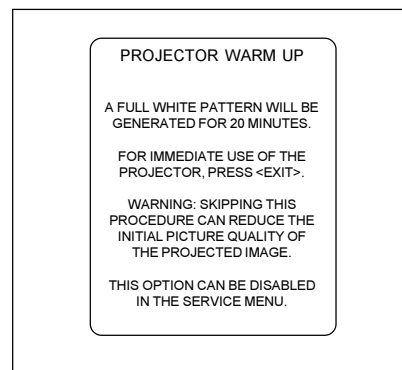 PROJECTOR WARM UP
A FULL WHITE PATTERN WILL BE
GENERATED FOR 20 MINUTES.
FOR IMMEDIATE USE OF THE
PROJECTOR, PRESS <EXIT>.
WARNING: SKIPPING THIS
PROCEDURE CAN REDUCE THE
INITIAL PICTURE QUALITY OF
THE PROJECTED IMAGE.
THIS OPTION CAN BE DISABLED
IN THE SERVICE MENU.